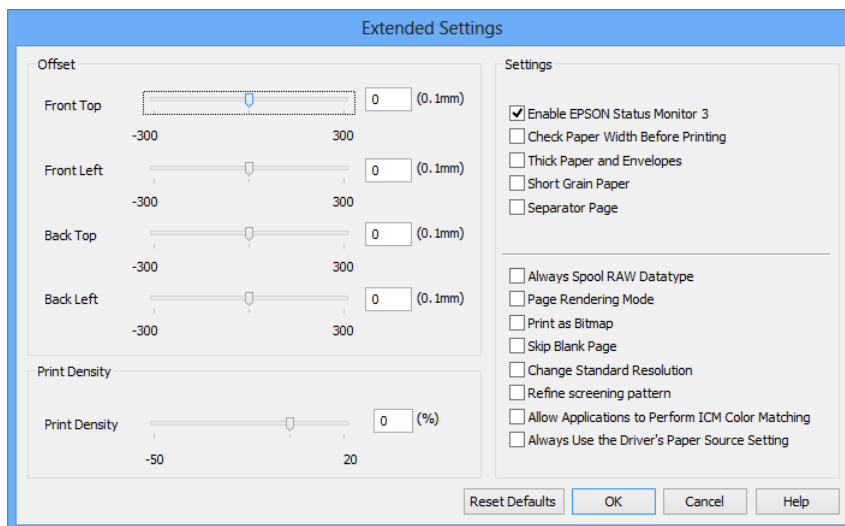 Extended Settings
Offset
Front Top 0 (0.1mm)
-300 300
Front Left 0 (0.1mm)
-300 300
Back Top 0 (0.1mm)
-300 300
Back Left 0 (0.1mm)
-300 300
Print Density
Print Density 0 (%)
-50 20
Settings
Enable EPSON Status Monitor 3
Check Paper Width Before Printing
Thick Paper and Envelopes
Short Grain Paper
Separator Page
Always Spool RAW Datatype
Page Rendering Mode
Print as Bitmap
Skip Blank Page
Change Standard Resolution
Refine screening pattern
Allow Applications to Perform ICM Color Matching
Always Use the Driver's Paper Source Setting
Reset Defaults OK Cancel Help